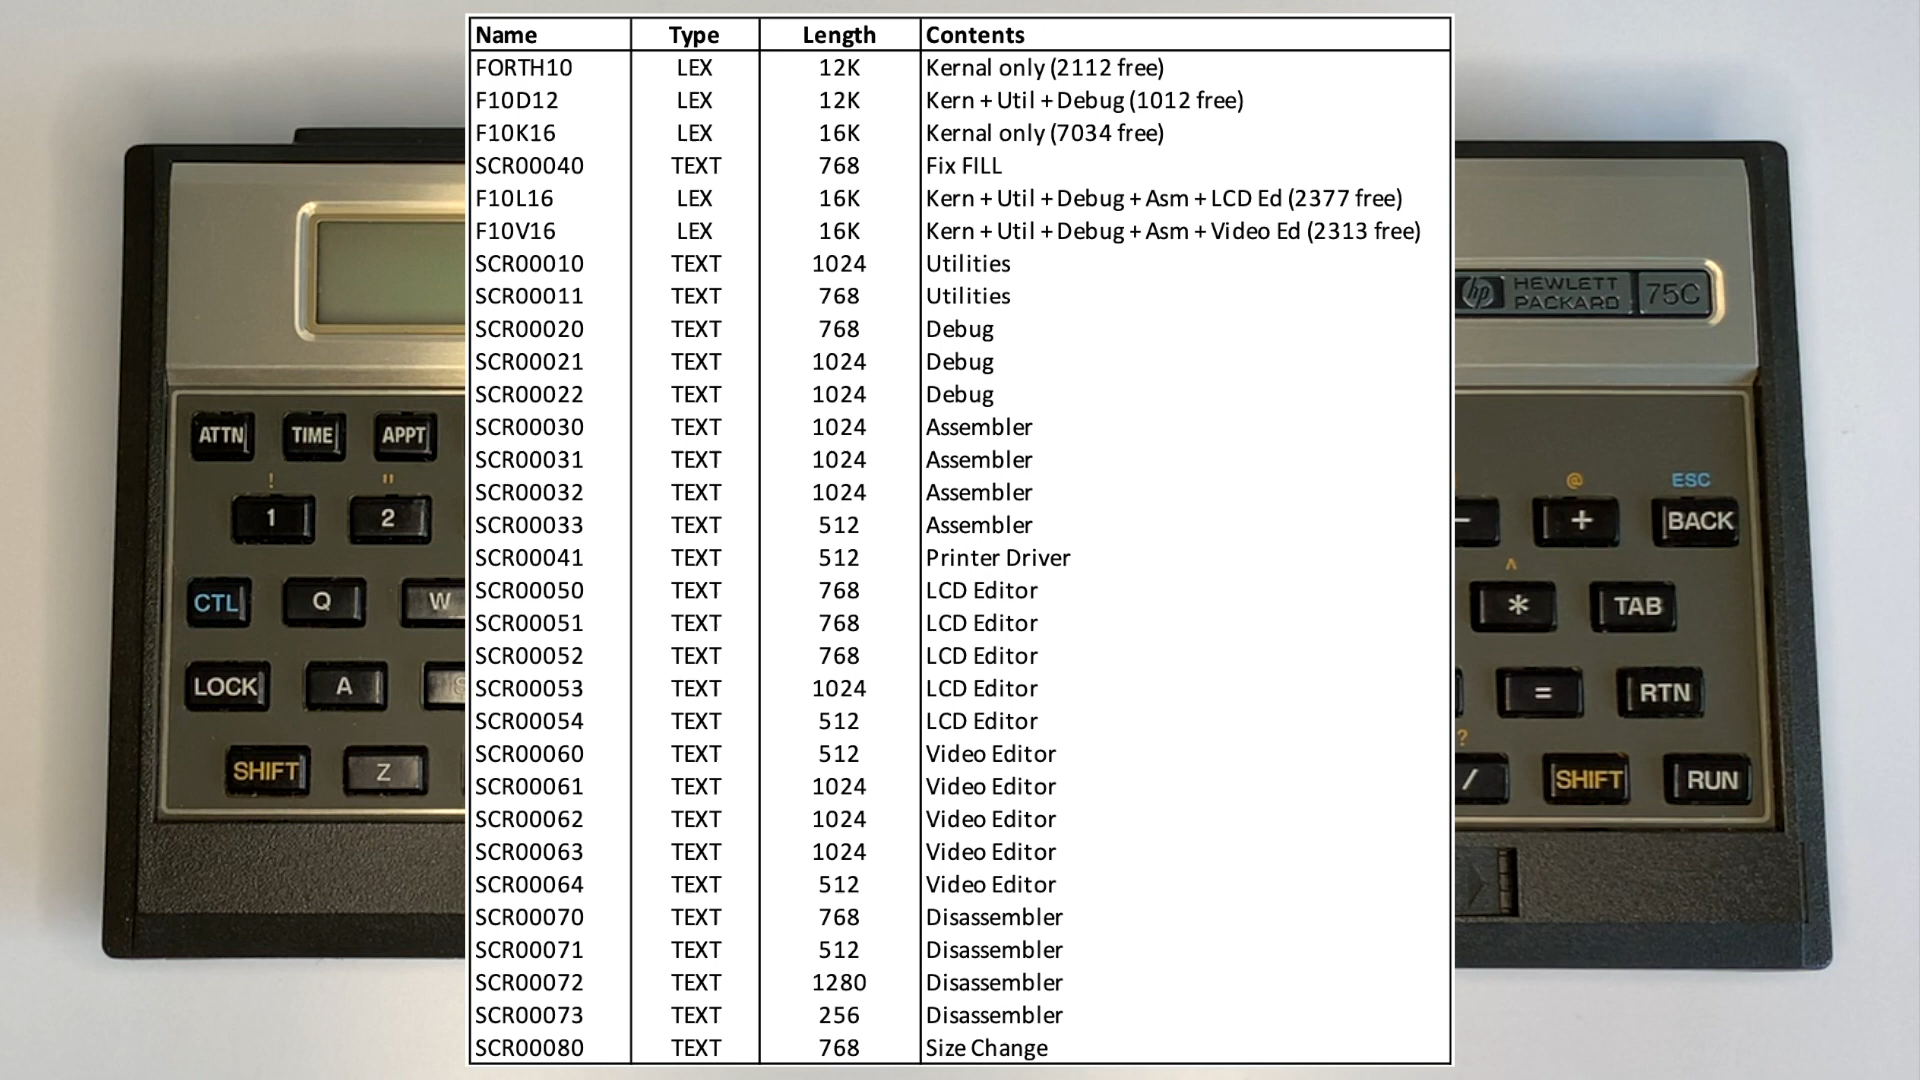 Name Type Length Contents
FORTH10 LEX 12K Kernal only (2112 free)
F10D12 LEX 12K Kern + Util + Debug (1012 free)
F10K16 LEX 16K Kernal only (7034 free)
SCR00040 TEXT 768 Fix FILL
F10L16 LEX 16K Kern + Util + Debug + Asm + LCD Ed (2377 free)
F10V16 LEX 16K Kern + Util + Debug + Asm + Video Ed (2313 free)
SCR00010 TEXT 1024 Utilities
SCR00011 TEXT 768 Utilities
SCR00020 TEXT 768 Debug
SCR00021 TEXT 1024 Debug
SCR00022 TEXT 1024 Debug
SCR00030 TEXT 1024 Assembler
SCR00031 TEXT 1024 Assembler
SCR00032 TEXT 1024 Assembler
SCR00033 TEXT 512 Assembler
SCR00041 TEXT 512 Printer Driver
SCR00050 TEXT 768 LCD Editor
SCR00051 TEXT 768 LCD Editor
SCR00052 TEXT 768 LCD Editor
SCR00053 TEXT 1024 LCD Editor
SCR00054 TEXT 512 LCD Editor
SCR00060 TEXT 512 Video Editor
SCR00061 TEXT 1024 Video Editor
SCR00062 TEXT 1024 Video Editor
SCR00063 TEXT 1024 Video Editor
SCR00064 TEXT 512 Video Editor
SCR00070 TEXT 768 Disassembler
SCR00071 TEXT 512 Disassembler
SCR00072 TEXT 1280 Disassembler
SCR00073 TEXT 256 Disassembler
SCR00080 TEXT 768 Size Change
hp HEWLETT PACKARD 75C
ATTN TIME APPT
! " @ ESC
1 2 - + BACK
^
CTL Q W * TAB
LOCK A S = RTN
?
SHIFT Z / SHIFT RUN